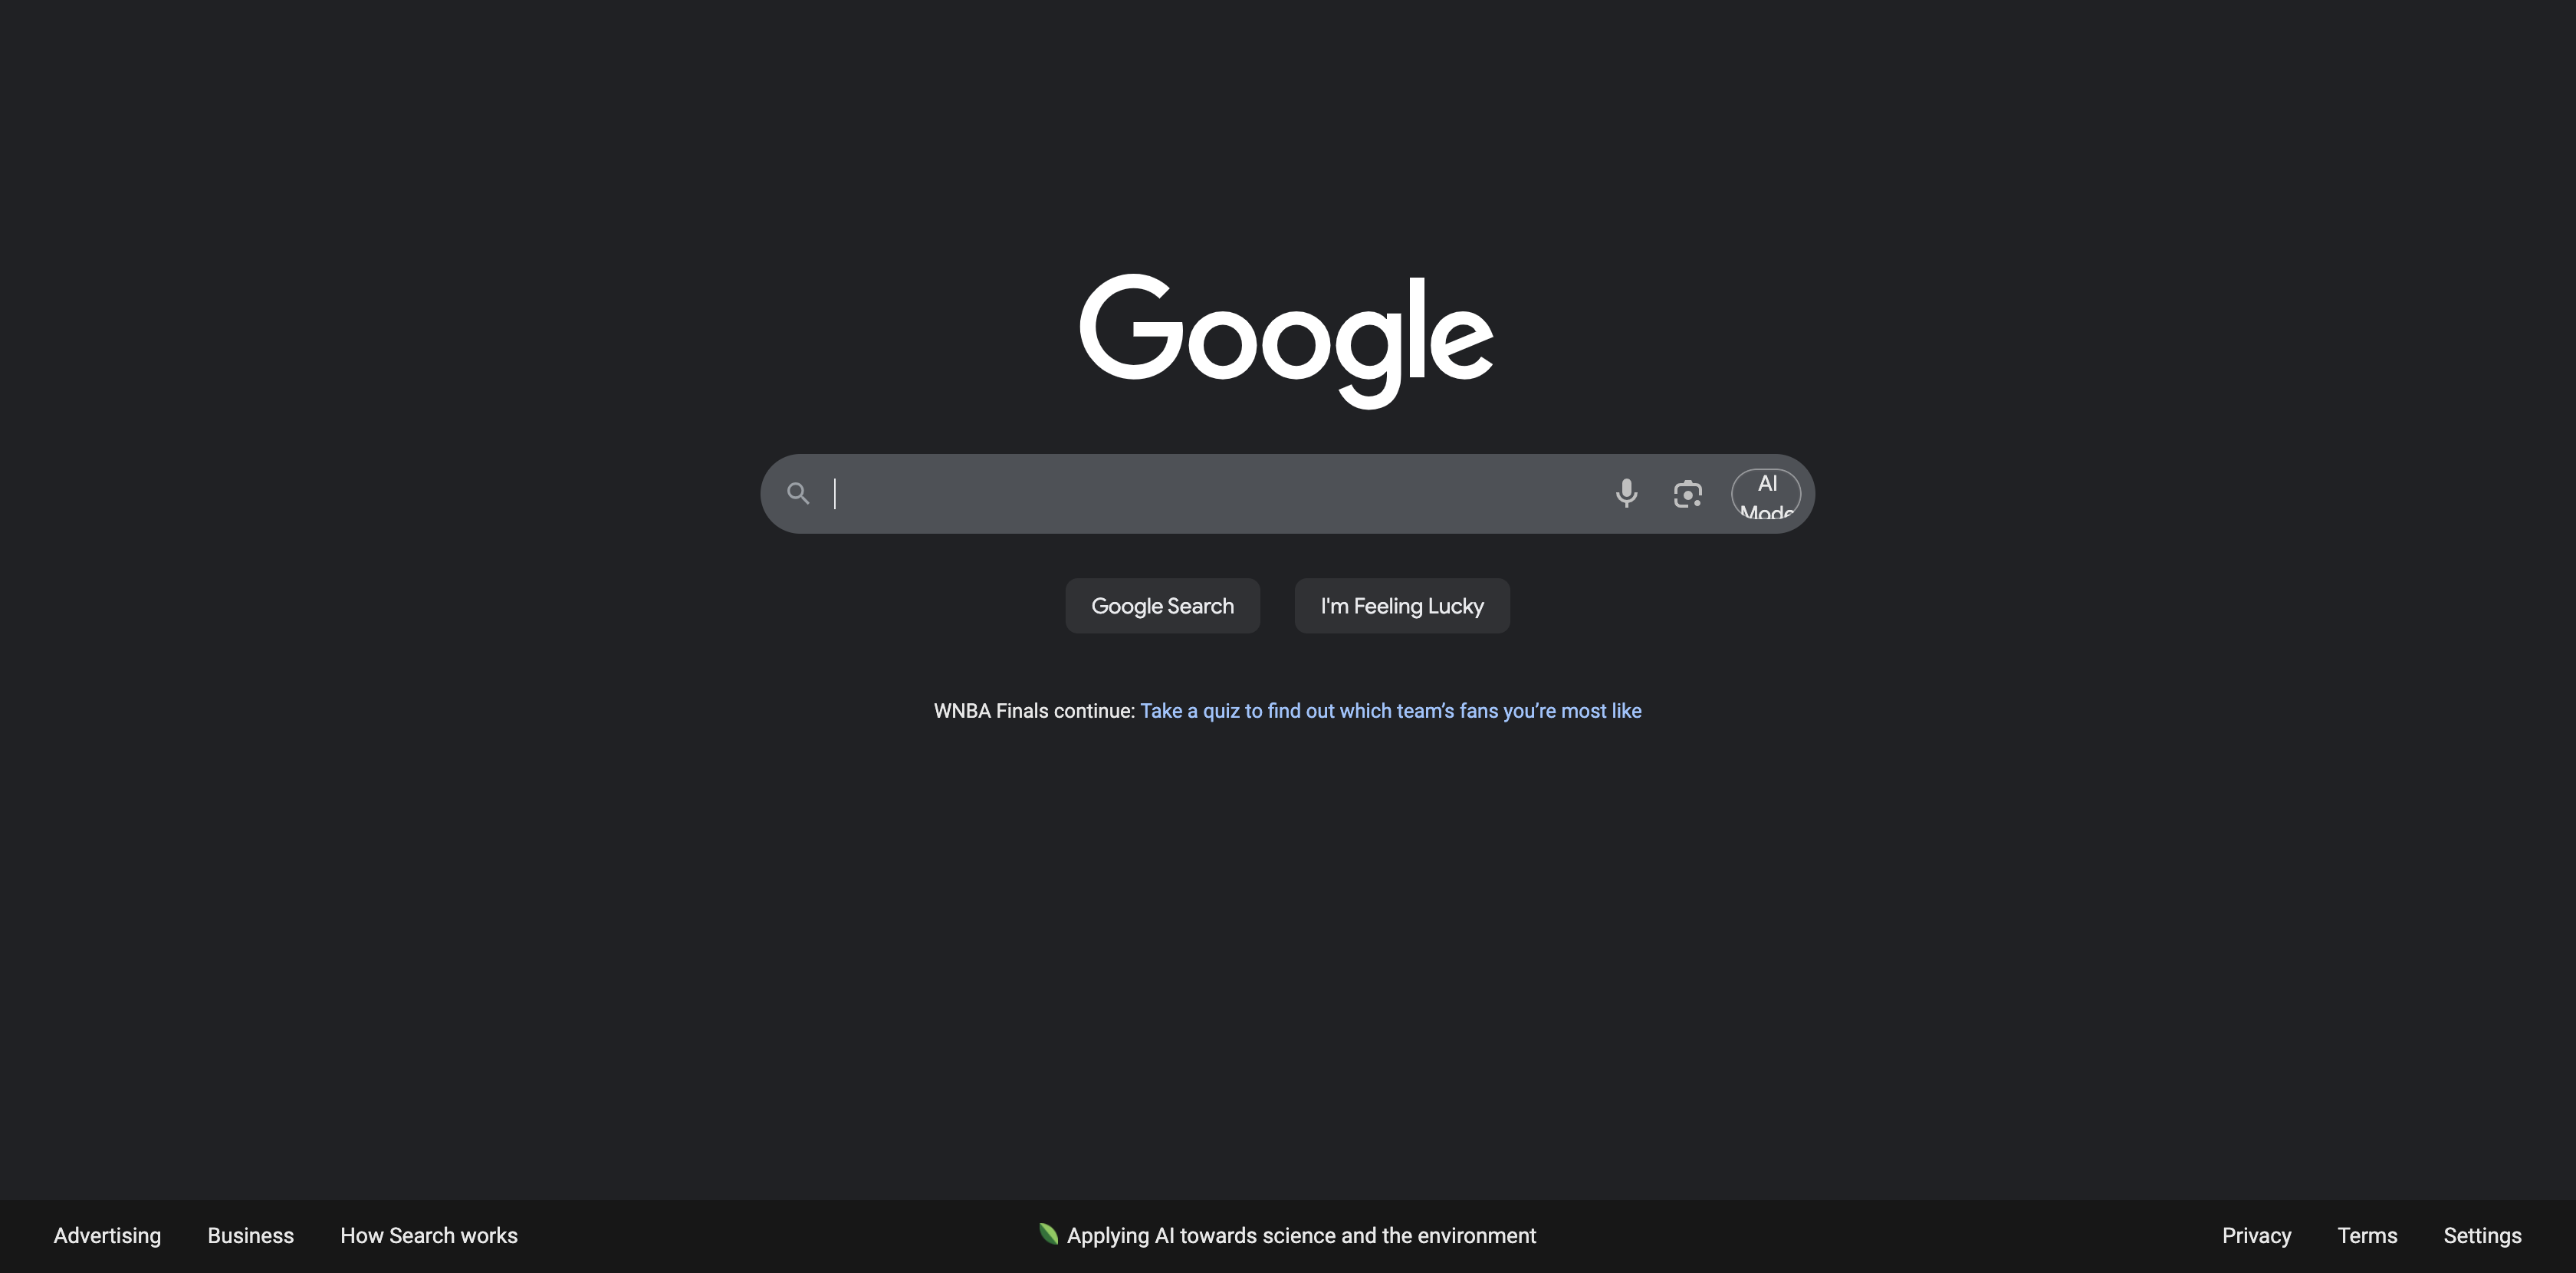 Google
AI
Mode
Google Search
I'm Feeling Lucky
WNBA Finals continue: Take a quiz to find out which team’s fans you’re most like
Advertising
Business
How Search works
Applying AI towards science and the environment
Privacy
Terms
Settings